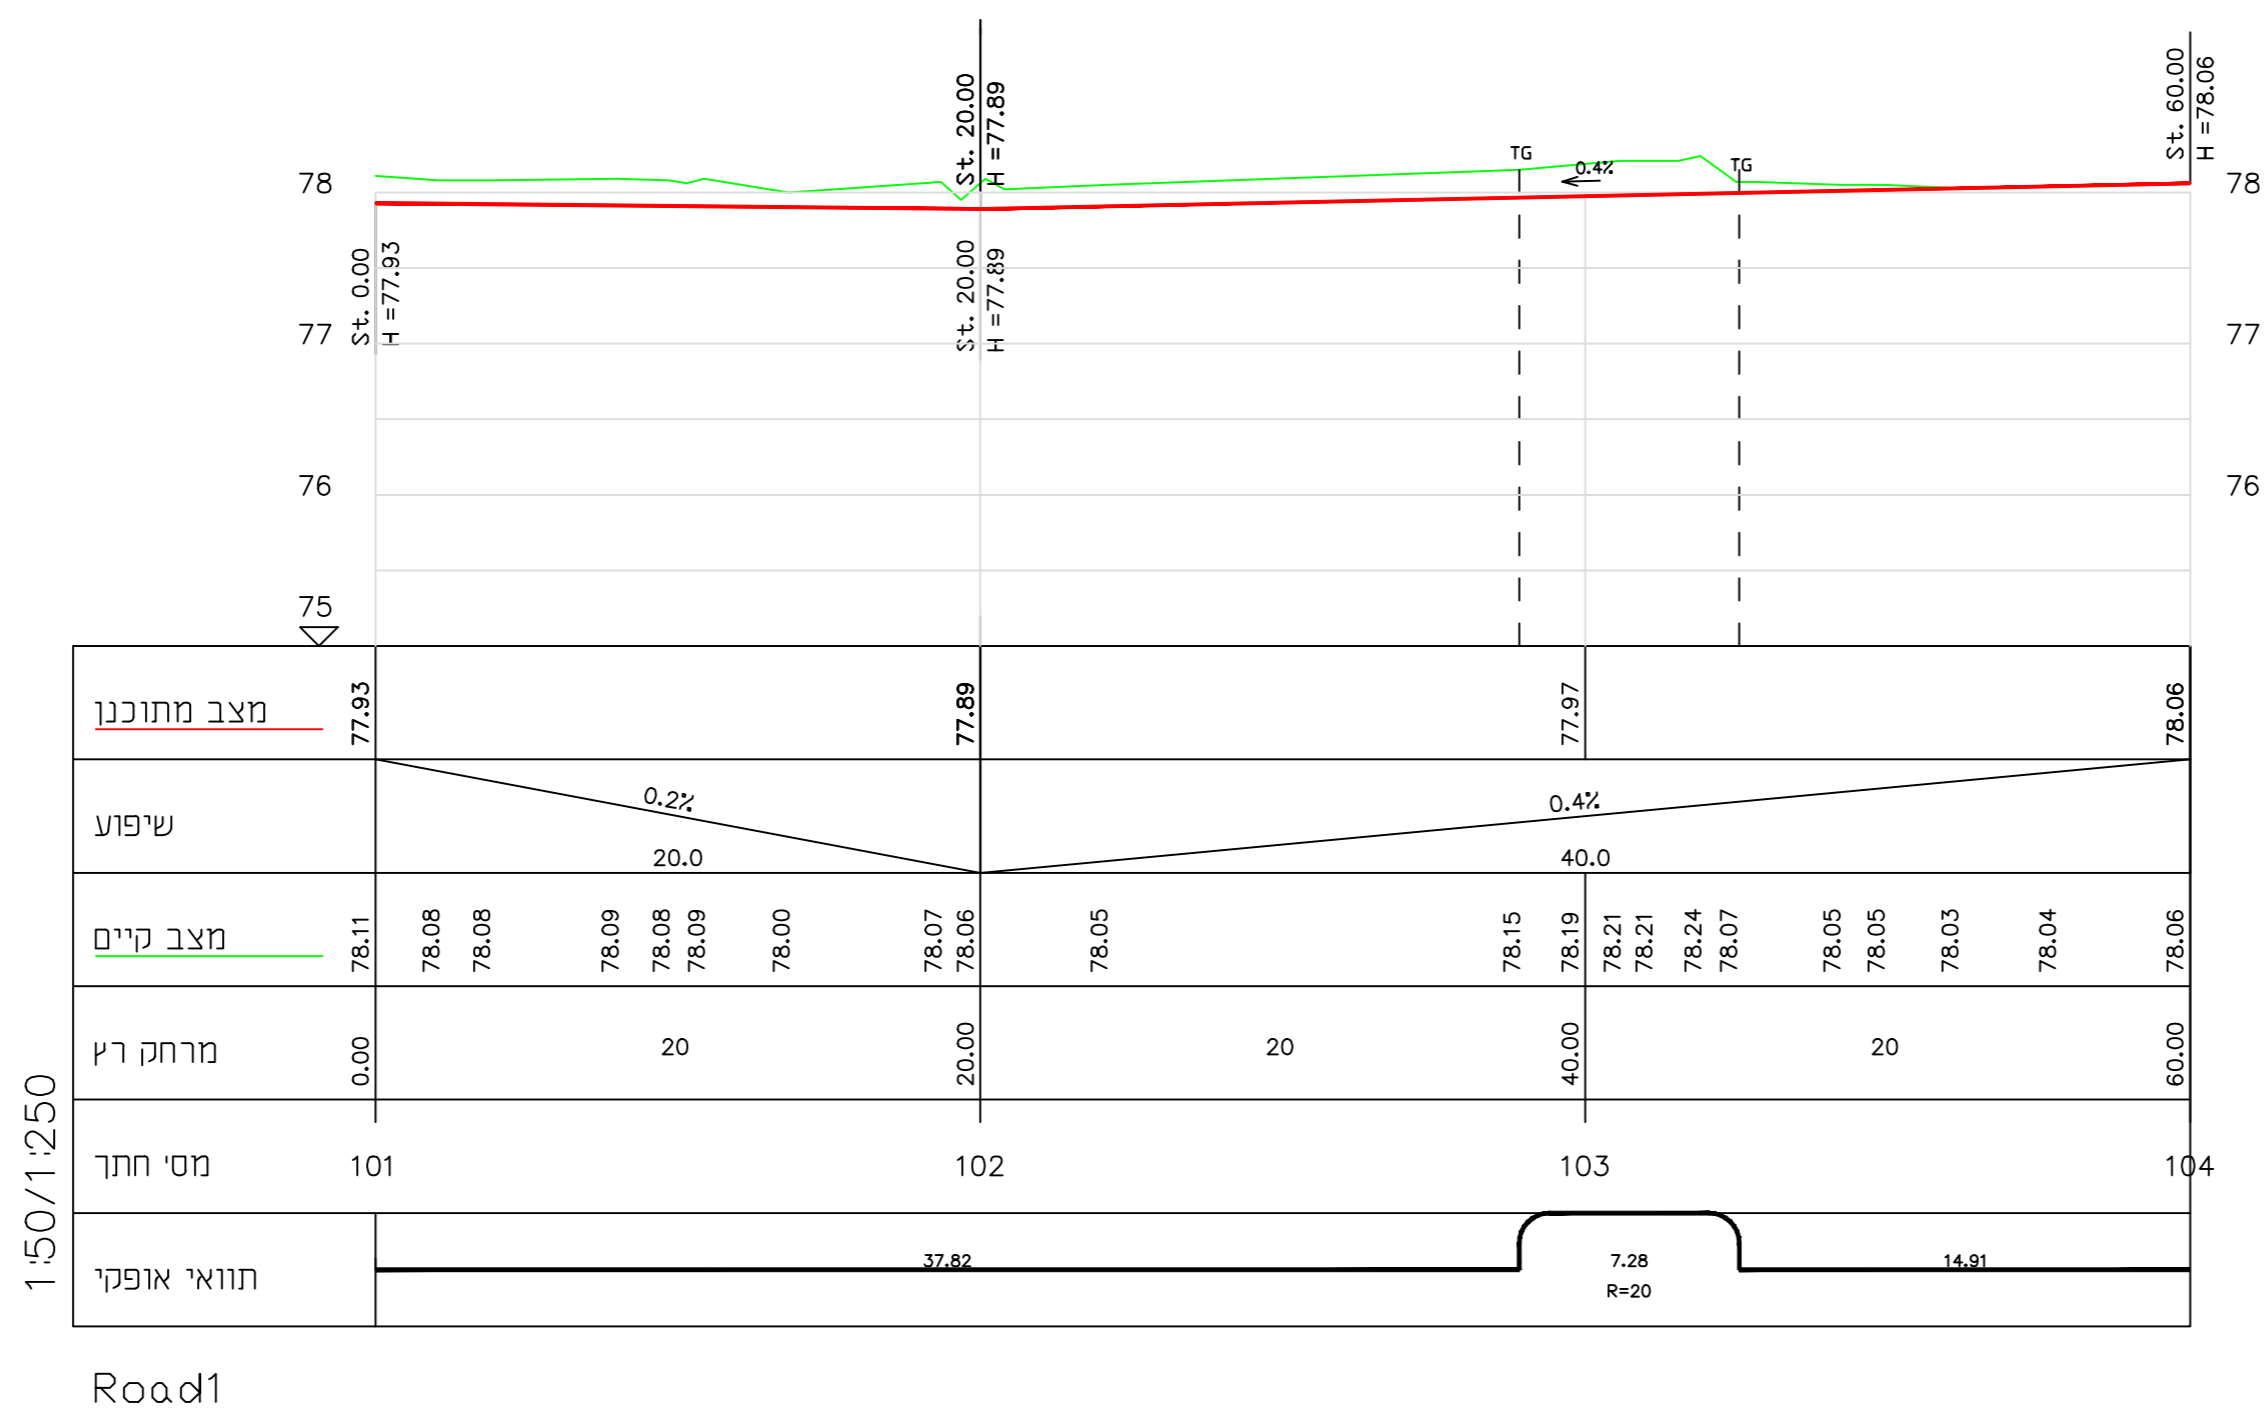 St. 20.00
H =77.89
St. 60.00
H =78.06
TG
0.4%
TG
78
78
St. 0.00
H =77.93
St. 20.00
H =77.89
77
77
76
76
75
מצב מתוכנן
77.93
77.89
77.97
78.06
שיפוע
0.2%
20.0
0.4%
40.0
מצב קיים
78.11
78.08
78.08
78.09
78.08
78.09
78.00
78.07
78.06
78.05
78.15
78.19
78.21
78.21
78.24
78.07
78.05
78.05
78.03
78.04
78.06
מרחק רץ
0.00
20
20.00
20
40.00
20
60.00
מס' חתך
101
102
103
104
תוואי אופקי
37.82
7.28
R=20
14.91
1:50/1:250
Road1